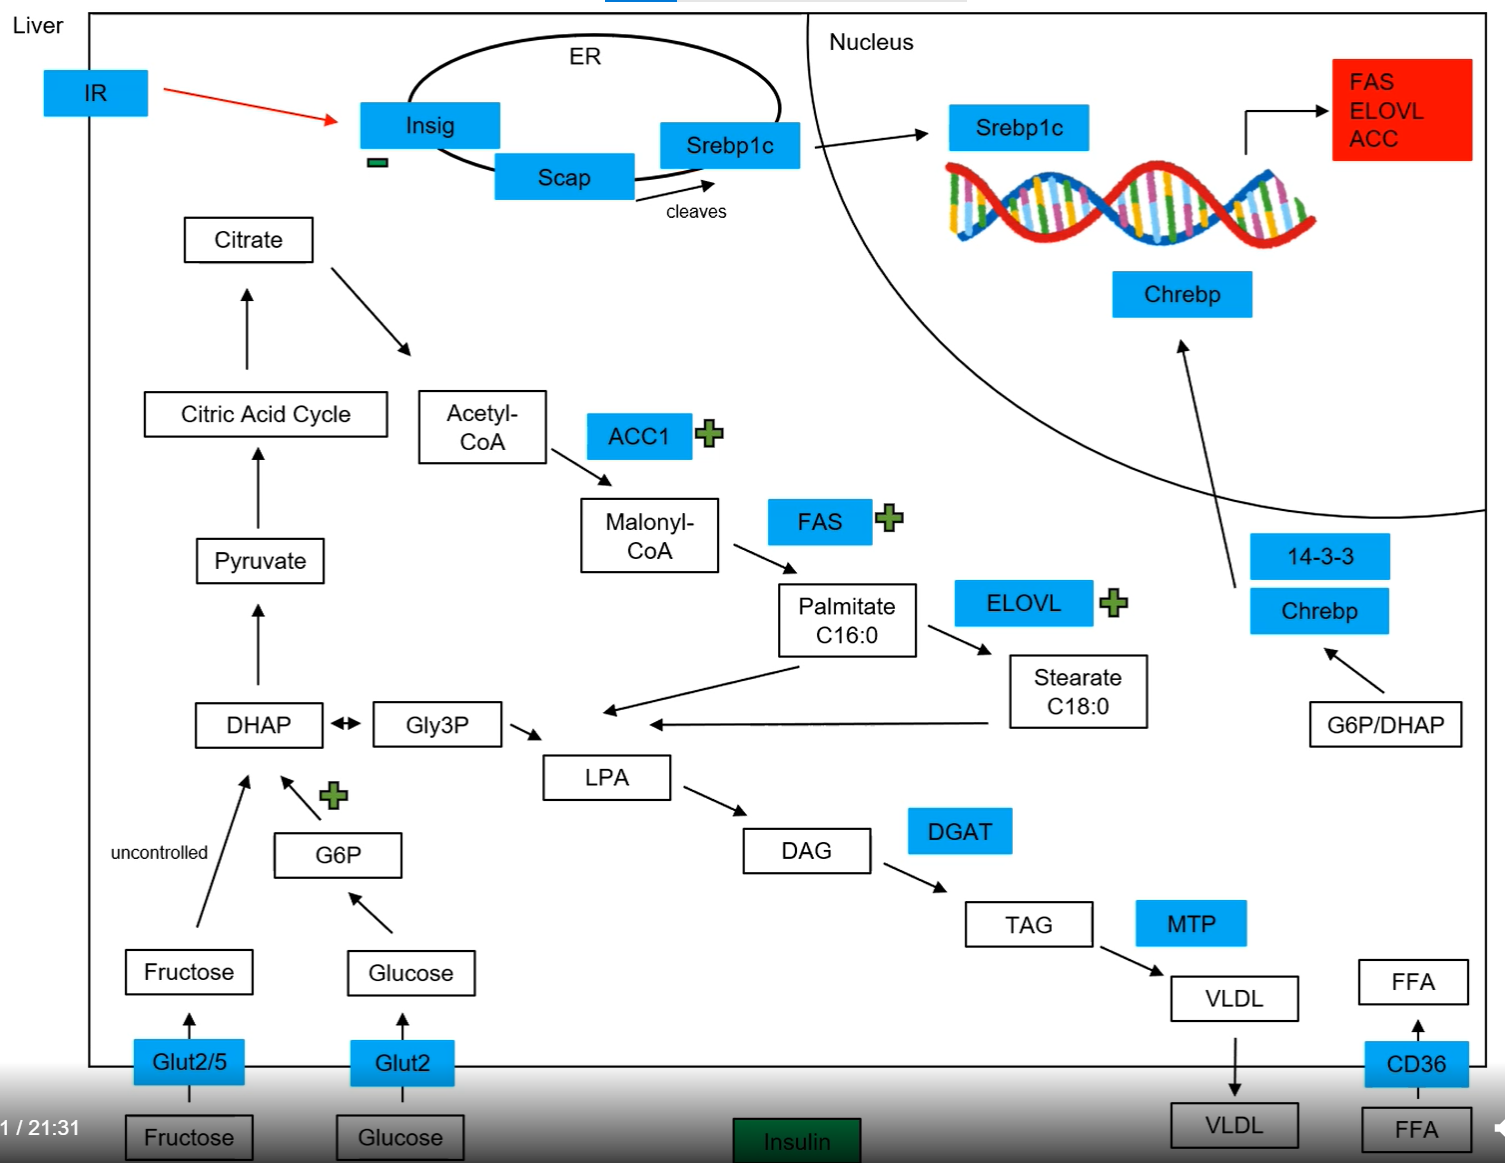 Liver
Nucleus
ER
IR
Insig
Scap
Srebp1c
cleaves
Srebp1c
FAS
ELOVL
ACC
Chrebp
Citrate
Citric Acid Cycle
Acetyl-
CoA
ACC1
Malonyl-
CoA
FAS
Pyruvate
Palmitate
C16:0
ELOVL
Stearate
C18:0
14-3-3
Chrebp
G6P/DHAP
DHAP
Gly3P
LPA
uncontrolled
G6P
DAG
DGAT
TAG
MTP
Fructose
Glucose
VLDL
FFA
Glut2/5
Glut2
CD36
1 / 21:31
Fructose
Glucose
Insulin
VLDL
FFA